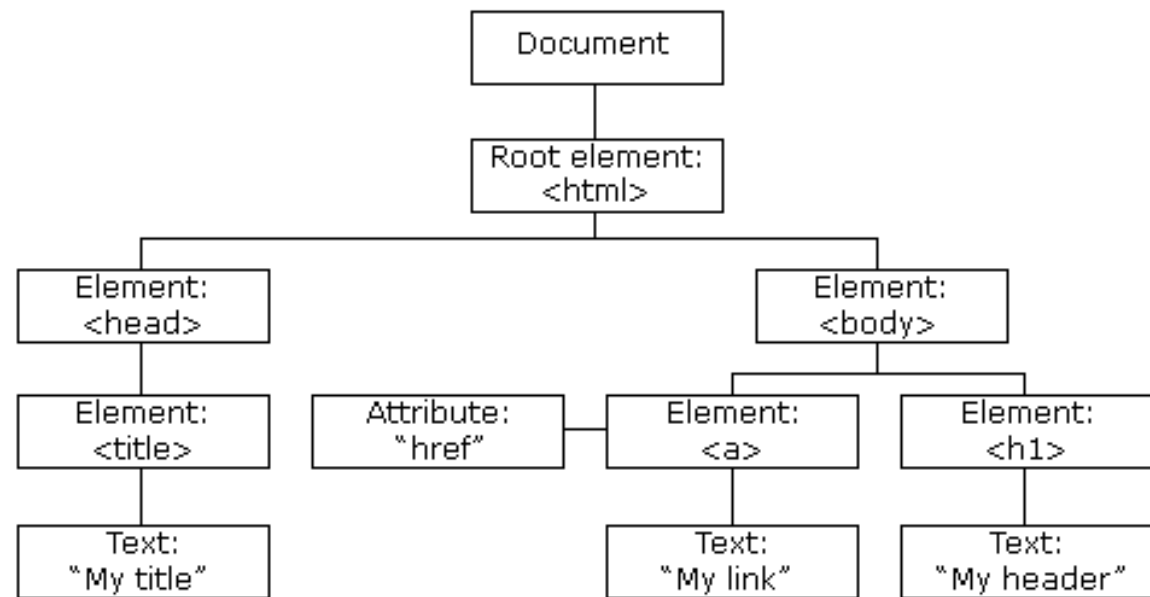 Document
Root element:
<html>
Element:
<head>
Element:
<body>
Element:
<title>
Attribute:
“href”
Element:
<a>
Element:
<h1>
Text:
“My title”
Text:
“My link”
Text:
“My header”